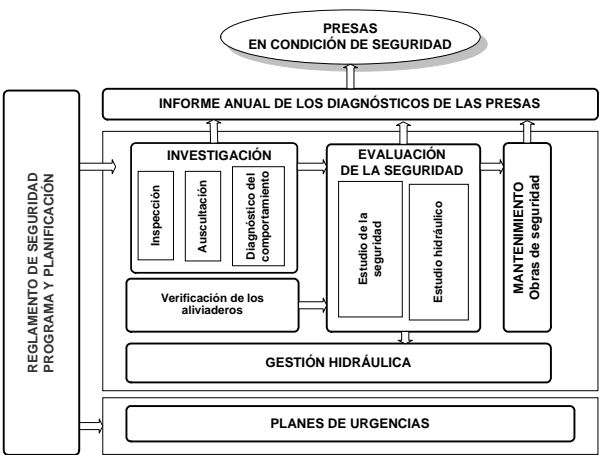 PRESAS
EN CONDICIÓN DE SEGURIDAD
INFORME ANUAL DE LOS DIAGNÓSTICOS DE LAS PRESAS
REGLAMENTO DE SEGURIDAD
PROGRAMA Y PLANIFICACIÓN
INVESTIGACIÓN
Inspección
Auscultación
Diagnóstico del
comportamiento
Verificación de los
aliviaderos
EVALUACIÓN
DE LA SEGURIDAD
Estudio de la
seguridad
Estudio hidráulico
MANTENIMIENTO
Obras de seguridad
GESTIÓN HIDRÁULICA
PLANES DE URGENCIAS